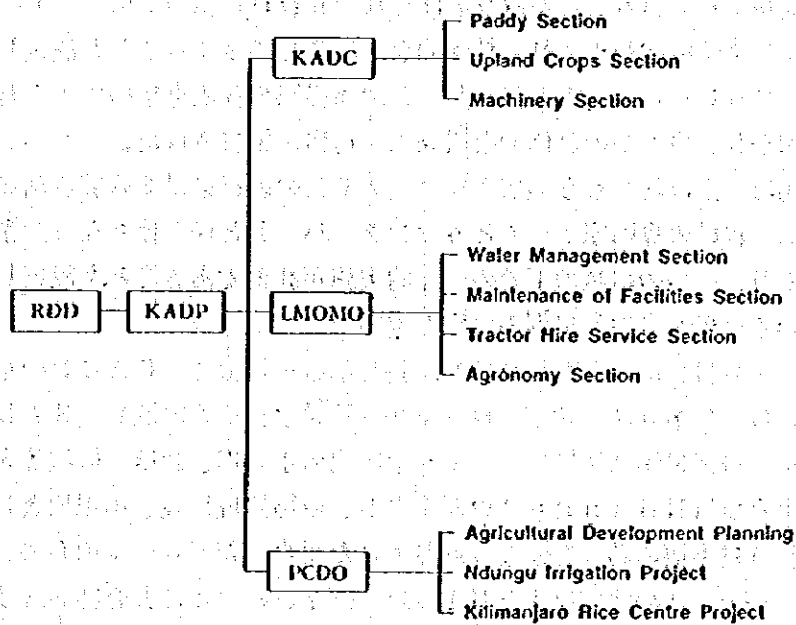 KADC
Paddy Section
Upland Crops Section
Machinery Section
RDD
KADP
LMOMO
Water Management Section
Maintenance of Facilities Section
Tractor Hire Service Section
Agronomy Section
PCDO
Agricultural Development Planning
Ndungu Irrigation Project
Kilimanjaro Rice Centre Project